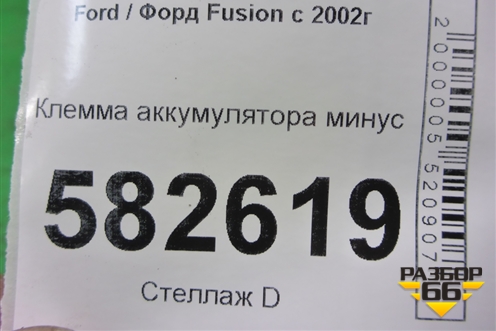 Ford / Форд Fusion с 2002г
Клемма аккумулятора минус
582619
Стеллаж D
2000005520907
РАЗБОР
66